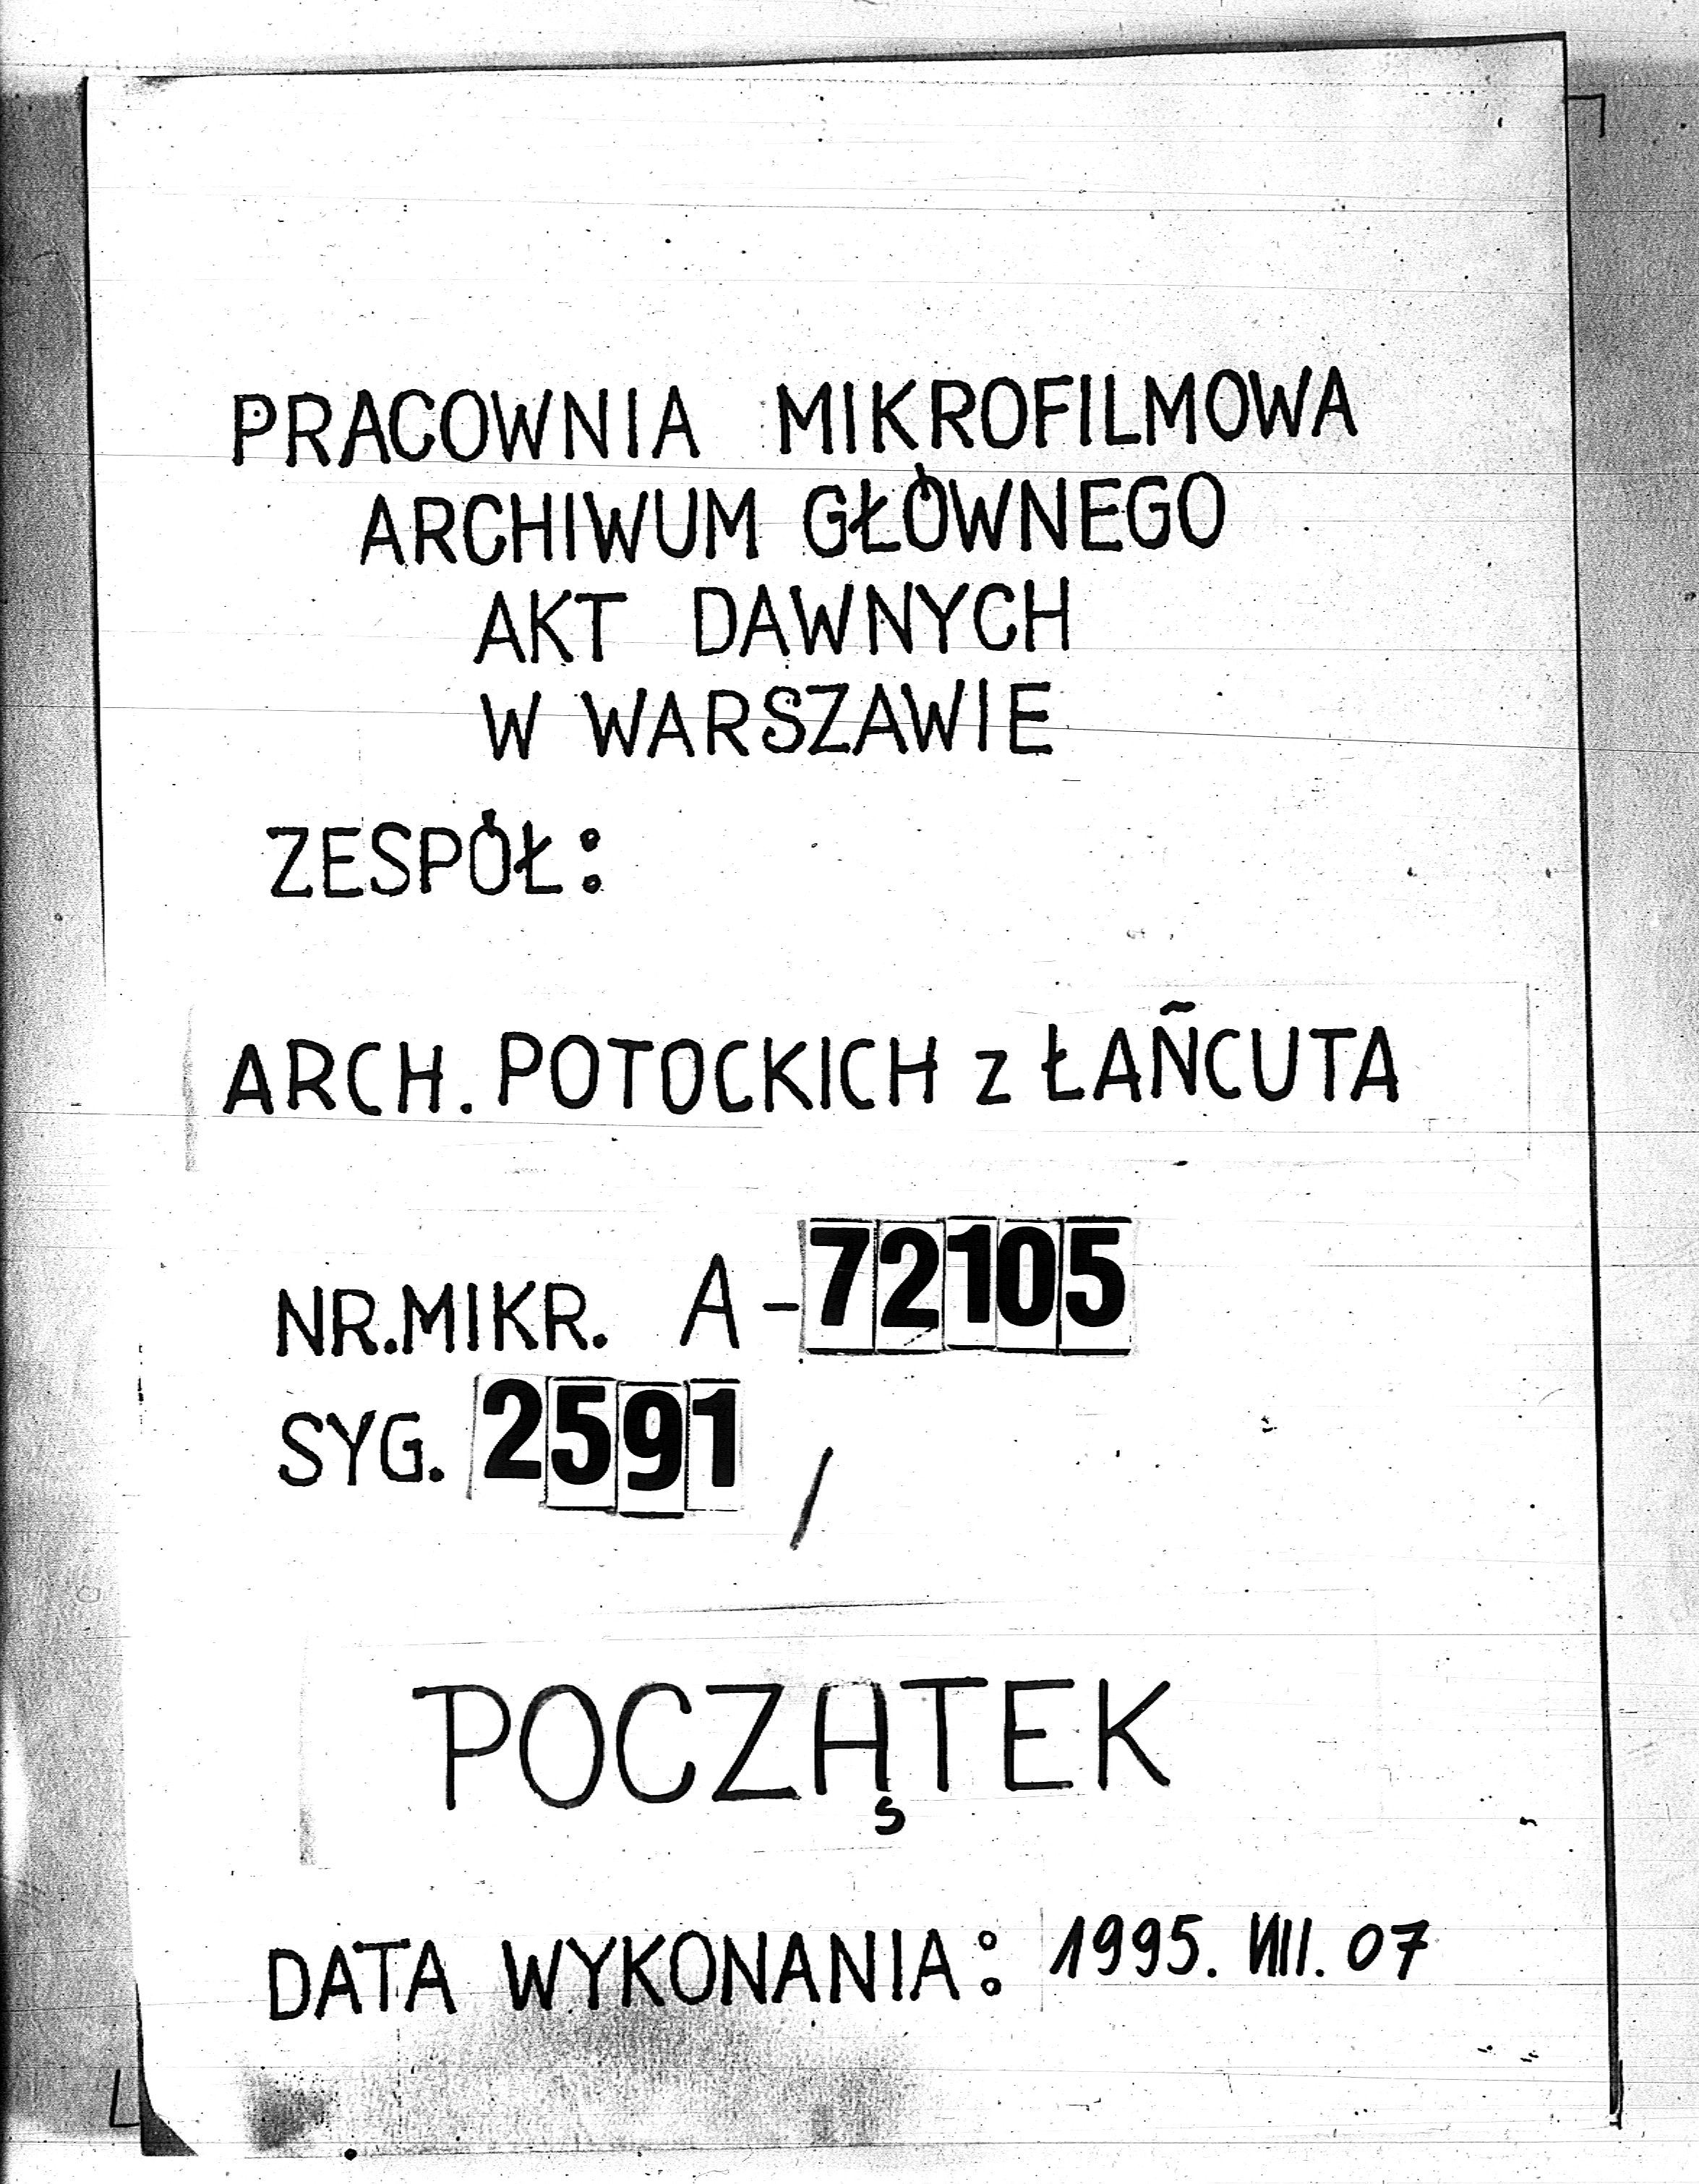 PRACOWNIA MIKROFILMOWA
ARCHIWUM GŁÓWNEGO
AKT DAWNYCH
W WARSZAWIE
ZESPÓŁ:
ARCH. POTOCKICH z ŁAŃCUTA
NR.MIKR. A-72105
SYG. 2591 /
POCZĄTEK
DATA WYKONANIA: 1995. VIII. 07